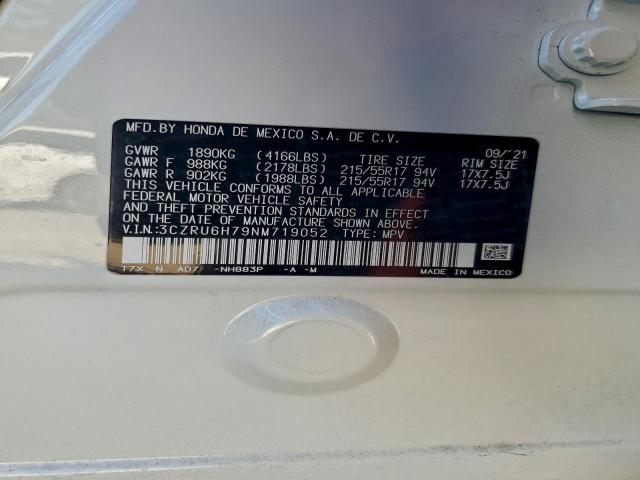 MFD.BY HONDA DE MEXICO S.A. DE C.V.
GVWR 1890KG (4166LBS) TIRE SIZE 09/'21 RIM SIZE
GAWR F 988KG (2178LBS) 215/55R17 94V 17X7.5J
GAWR R 902KG (1988LBS) 215/55R17 94V 17X7.5J
THIS VEHICLE CONFORMS TO ALL APPLICABLE
FEDERAL MOTOR VEHICLE SAFETY
AND THEFT PREVENTION STANDARDS IN EFFECT
ON THE DATE OF MANUFACTURE SHOWN ABOVE.
V.I.N:3CZRU6H79NM719052 TYPE: MPV
T7X N A07 -NH883P -A -M MADE IN MEXICO